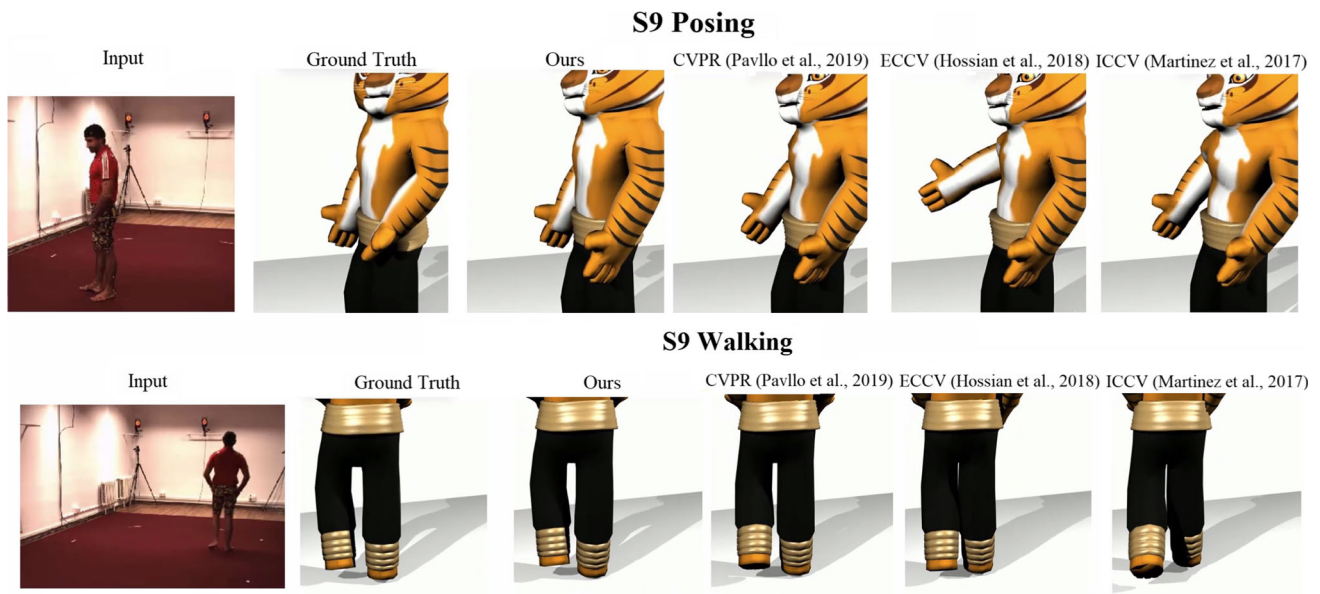 S9 Posing
Input
Ground Truth
Ours
CVPR (Pavllo et al., 2019)
ECCV (Hossian et al., 2018)
ICCV (Martinez et al., 2017)
S9 Walking
Input
Ground Truth
Ours
CVPR (Pavllo et al., 2019)
ECCV (Hossian et al., 2018)
ICCV (Martinez et al., 2017)